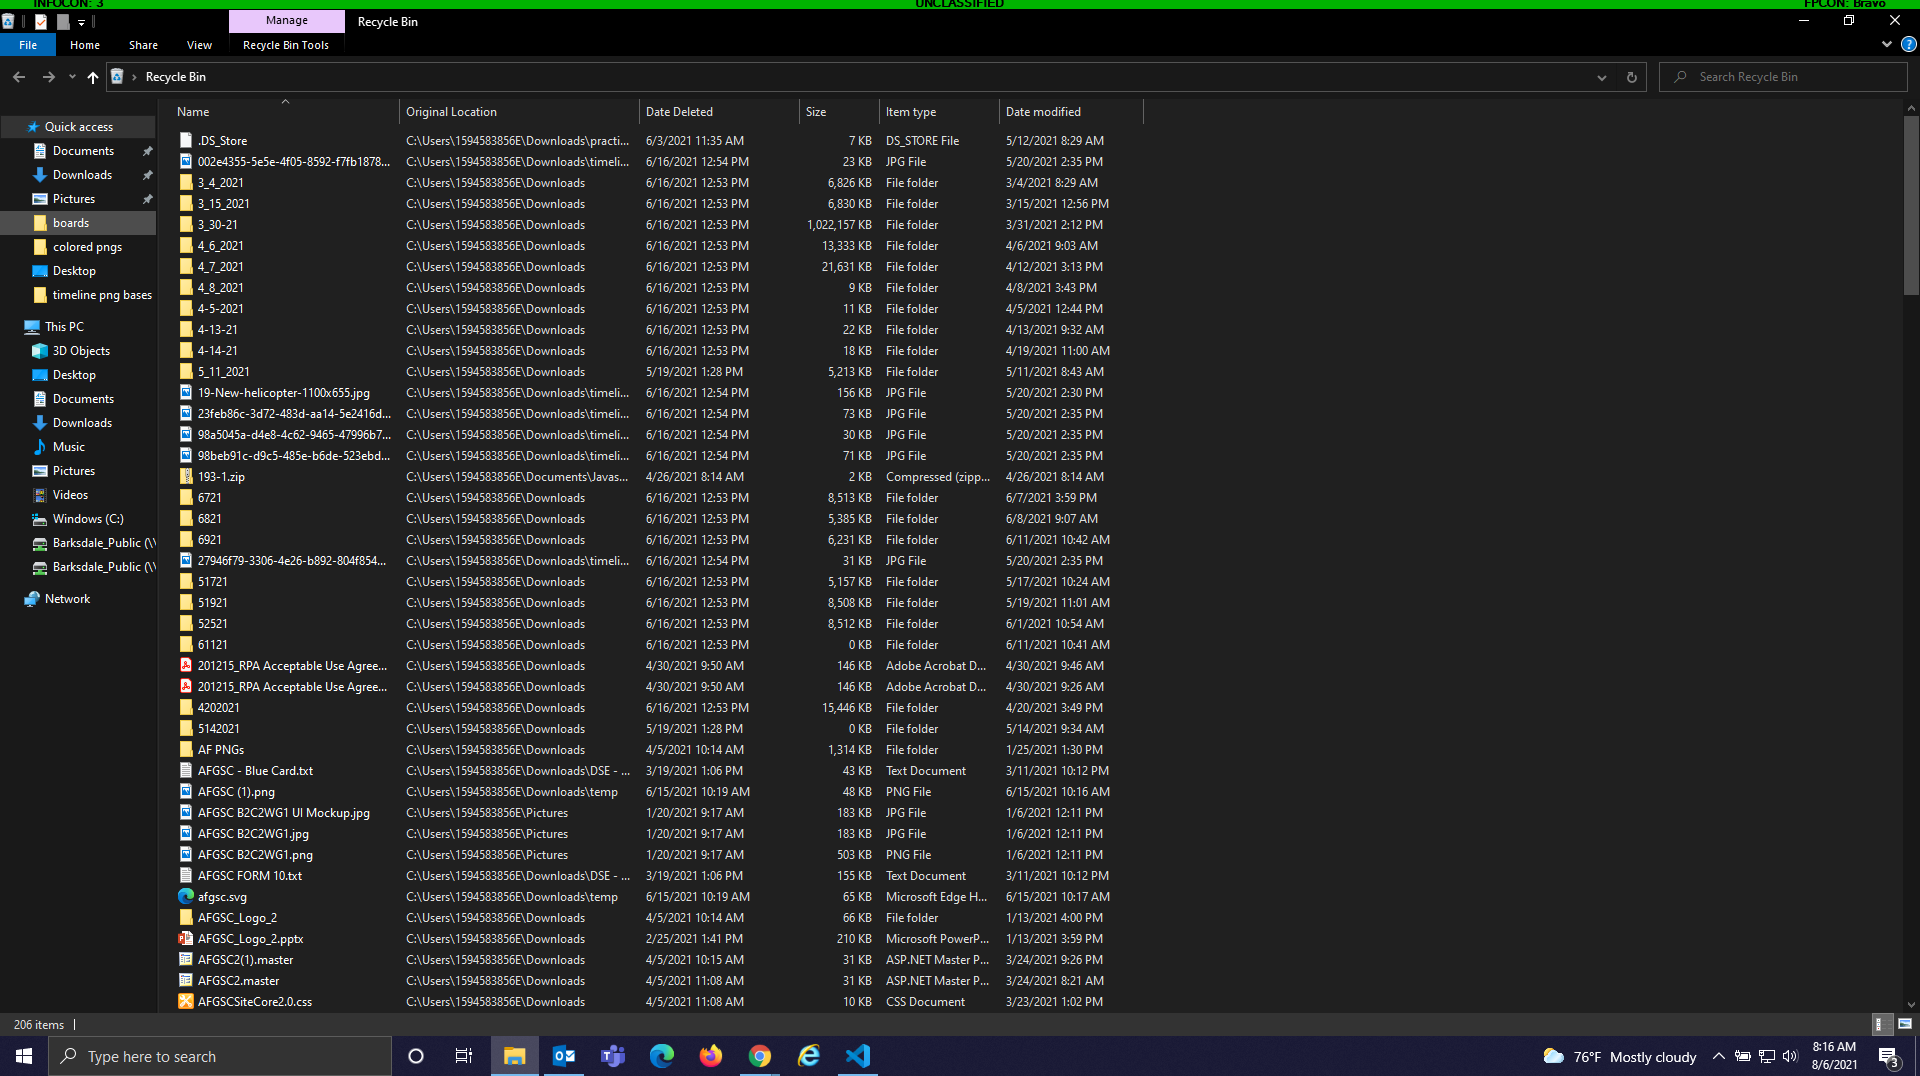 INFOCON: 3 UNCLASSIFIED FPCON: Bravo
Manage Recycle Bin
File Home Share View Recycle Bin Tools
Recycle Bin Search Recycle Bin
Name Original Location Date Deleted Size Item type Date modified
Quick access
Documents
Downloads
Pictures
boards
colored pngs
Desktop
timeline png bases
This PC
3D Objects
Desktop
Documents
Downloads
Music
Pictures
Videos
Windows (C:)
Barksdale_Public (\\
Barksdale_Public (\\
Network
.DS_Store C:\Users\1594583856E\Downloads\practi... 6/3/2021 11:35 AM 7 KB DS_STORE File 5/12/2021 8:29 AM
002e4355-5e5e-4f05-8592-f7fb1878... C:\Users\1594583856E\Downloads\timeli... 6/16/2021 12:54 PM 23 KB JPG File 5/20/2021 2:35 PM
3_4_2021 C:\Users\1594583856E\Downloads 6/16/2021 12:53 PM 6,826 KB File folder 3/4/2021 8:29 AM
3_15_2021 C:\Users\1594583856E\Downloads 6/16/2021 12:53 PM 6,830 KB File folder 3/15/2021 12:56 PM
3_30-21 C:\Users\1594583856E\Downloads 6/16/2021 12:53 PM 1,022,157 KB File folder 3/31/2021 2:12 PM
4_6_2021 C:\Users\1594583856E\Downloads 6/16/2021 12:53 PM 13,333 KB File folder 4/6/2021 9:03 AM
4_7_2021 C:\Users\1594583856E\Downloads 6/16/2021 12:53 PM 21,631 KB File folder 4/12/2021 3:13 PM
4_8_2021 C:\Users\1594583856E\Downloads 6/16/2021 12:53 PM 9 KB File folder 4/8/2021 3:43 PM
4-5-2021 C:\Users\1594583856E\Downloads 6/16/2021 12:53 PM 11 KB File folder 4/5/2021 12:44 PM
4-13-21 C:\Users\1594583856E\Downloads 6/16/2021 12:53 PM 22 KB File folder 4/13/2021 9:32 AM
4-14-21 C:\Users\1594583856E\Downloads 6/16/2021 12:53 PM 18 KB File folder 4/19/2021 11:00 AM
5_11_2021 C:\Users\1594583856E\Downloads 5/19/2021 1:28 PM 5,213 KB File folder 5/11/2021 8:43 AM
19-New-helicopter-1100x655.jpg C:\Users\1594583856E\Downloads\timeli... 6/16/2021 12:54 PM 156 KB JPG File 5/20/2021 2:30 PM
23feb86c-3d72-483d-aa14-5e2416d... C:\Users\1594583856E\Downloads\timeli... 6/16/2021 12:54 PM 73 KB JPG File 5/20/2021 2:35 PM
98a5045a-d4e8-4c62-9465-47996b7... C:\Users\1594583856E\Downloads\timeli... 6/16/2021 12:54 PM 30 KB JPG File 5/20/2021 2:35 PM
98beb91c-d9c5-485e-b6de-523ebd... C:\Users\1594583856E\Downloads\timeli... 6/16/2021 12:54 PM 71 KB JPG File 5/20/2021 2:35 PM
193-1.zip C:\Users\1594583856E\Documents\Javas... 4/26/2021 8:14 AM 2 KB Compressed (zipp... 4/26/2021 8:14 AM
6721 C:\Users\1594583856E\Downloads 6/16/2021 12:53 PM 8,513 KB File folder 6/7/2021 3:59 PM
6821 C:\Users\1594583856E\Downloads 6/16/2021 12:53 PM 5,385 KB File folder 6/8/2021 9:07 AM
6921 C:\Users\1594583856E\Downloads 6/16/2021 12:53 PM 6,231 KB File folder 6/11/2021 10:42 AM
27946f79-3306-4e26-b892-804f854... C:\Users\1594583856E\Downloads\timeli... 6/16/2021 12:54 PM 31 KB JPG File 5/20/2021 2:35 PM
51721 C:\Users\1594583856E\Downloads 6/16/2021 12:53 PM 5,157 KB File folder 5/17/2021 10:24 AM
51921 C:\Users\1594583856E\Downloads 6/16/2021 12:53 PM 8,508 KB File folder 5/19/2021 11:01 AM
52521 C:\Users\1594583856E\Downloads 6/16/2021 12:53 PM 8,512 KB File folder 6/1/2021 10:54 AM
61121 C:\Users\1594583856E\Downloads 6/16/2021 12:53 PM 0 KB File folder 6/11/2021 10:41 AM
201215_RPA Acceptable Use Agree... C:\Users\1594583856E\Downloads 4/30/2021 9:50 AM 146 KB Adobe Acrobat D... 4/30/2021 9:46 AM
201215_RPA Acceptable Use Agree... C:\Users\1594583856E\Downloads 4/30/2021 9:50 AM 146 KB Adobe Acrobat D... 4/30/2021 9:26 AM
4202021 C:\Users\1594583856E\Downloads 6/16/2021 12:53 PM 15,446 KB File folder 4/20/2021 3:49 PM
5142021 C:\Users\1594583856E\Downloads 5/19/2021 1:28 PM 0 KB File folder 5/14/2021 9:34 AM
AF PNGs C:\Users\1594583856E\Downloads 4/5/2021 10:14 AM 1,314 KB File folder 1/25/2021 1:30 PM
AFGSC - Blue Card.txt C:\Users\1594583856E\Downloads\DSE - ... 3/19/2021 1:06 PM 43 KB Text Document 3/11/2021 10:12 PM
AFGSC (1).png C:\Users\1594583856E\Downloads\temp 6/15/2021 10:19 AM 48 KB PNG File 6/15/2021 10:16 AM
AFGSC B2C2WG1 UI Mockup.jpg C:\Users\1594583856E\Pictures 1/20/2021 9:17 AM 183 KB JPG File 1/6/2021 12:11 PM
AFGSC B2C2WG1.jpg C:\Users\1594583856E\Pictures 1/20/2021 9:17 AM 183 KB JPG File 1/6/2021 12:11 PM
AFGSC B2C2WG1.png C:\Users\1594583856E\Pictures 1/20/2021 9:17 AM 503 KB PNG File 1/6/2021 12:11 PM
AFGSC FORM 10.txt C:\Users\1594583856E\Downloads\DSE - ... 3/19/2021 1:06 PM 155 KB Text Document 3/11/2021 10:12 PM
afgsc.svg C:\Users\1594583856E\Downloads\temp 6/15/2021 10:19 AM 65 KB Microsoft Edge H... 6/15/2021 10:17 AM
AFGSC_Logo_2 C:\Users\1594583856E\Downloads 4/5/2021 10:14 AM 66 KB File folder 1/13/2021 4:00 PM
AFGSC_Logo_2.pptx C:\Users\1594583856E\Downloads 2/25/2021 1:41 PM 210 KB Microsoft PowerP... 1/13/2021 3:59 PM
AFGSC2(1).master C:\Users\1594583856E\Downloads 4/5/2021 10:15 AM 31 KB ASP.NET Master P... 3/24/2021 9:26 PM
AFGSC2.master C:\Users\1594583856E\Downloads 4/5/2021 11:08 AM 31 KB ASP.NET Master P... 3/24/2021 8:21 AM
AFGSCSiteCore2.0.css C:\Users\1594583856E\Downloads 4/5/2021 11:08 AM 10 KB CSS Document 3/23/2021 1:02 PM
206 items
Type here to search 76°F Mostly cloudy 8:16 AM
8/6/2021 3